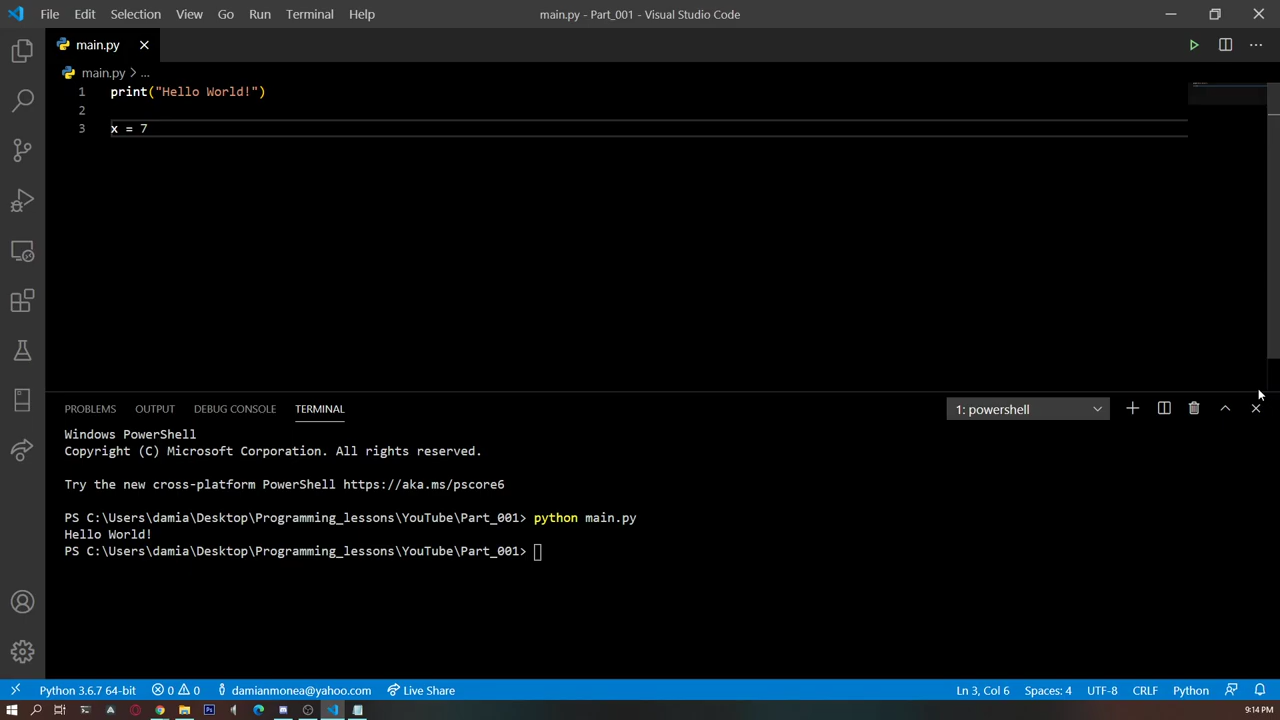 File Edit Selection View Go Run Terminal Help main.py - Part_001 - Visual Studio Code
main.py
main.py > ...
1 print("Hello World!")
2
3 x = 7
PROBLEMS OUTPUT DEBUG CONSOLE TERMINAL 1: powershell
Windows PowerShell
Copyright (C) Microsoft Corporation. All rights reserved.
Try the new cross-platform PowerShell https://aka.ms/pscore6
PS C:\Users\damia\Desktop\Programming_lessons\YouTube\Part_001> python main.py
Hello World!
PS C:\Users\damia\Desktop\Programming_lessons\YouTube\Part_001>
Python 3.6.7 64-bit 0 0 damianmonea@yahoo.com Live Share Ln 3, Col 6 Spaces: 4 UTF-8 CRLF Python
9:14 PM